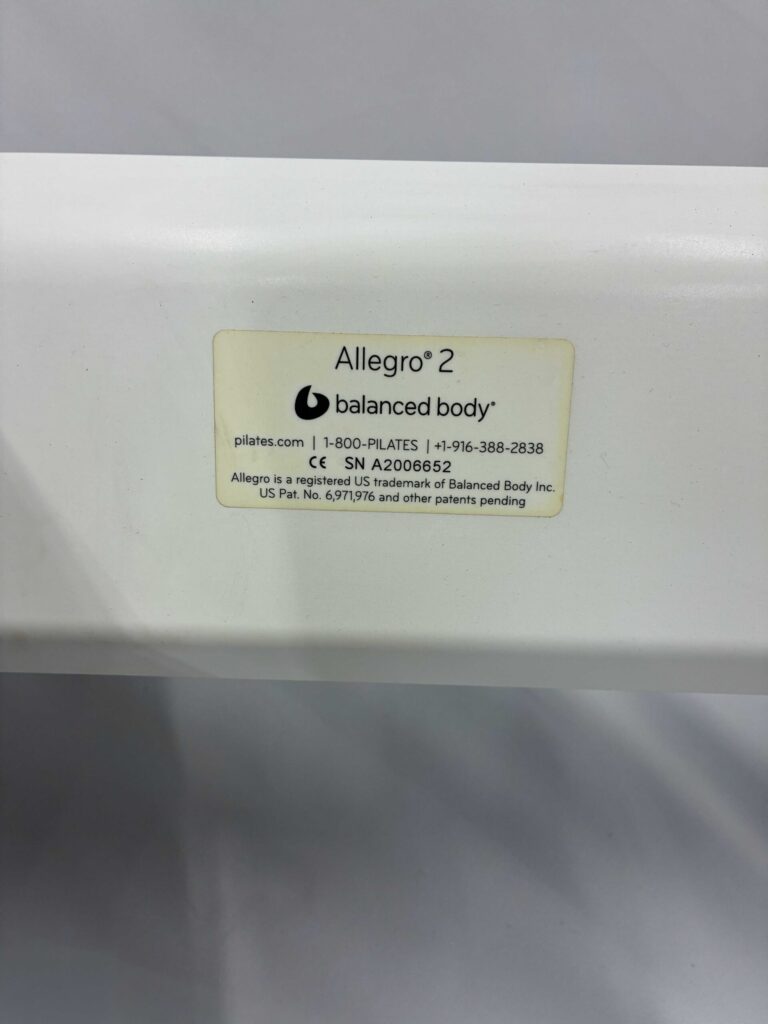 Allegro® 2
balanced body®
pilates.com | 1-800-PILATES | +1-916-388-2838
CE SN A2006652
Allegro is a registered US trademark of Balanced Body Inc.
US Pat. No. 6,971,976 and other patents pending